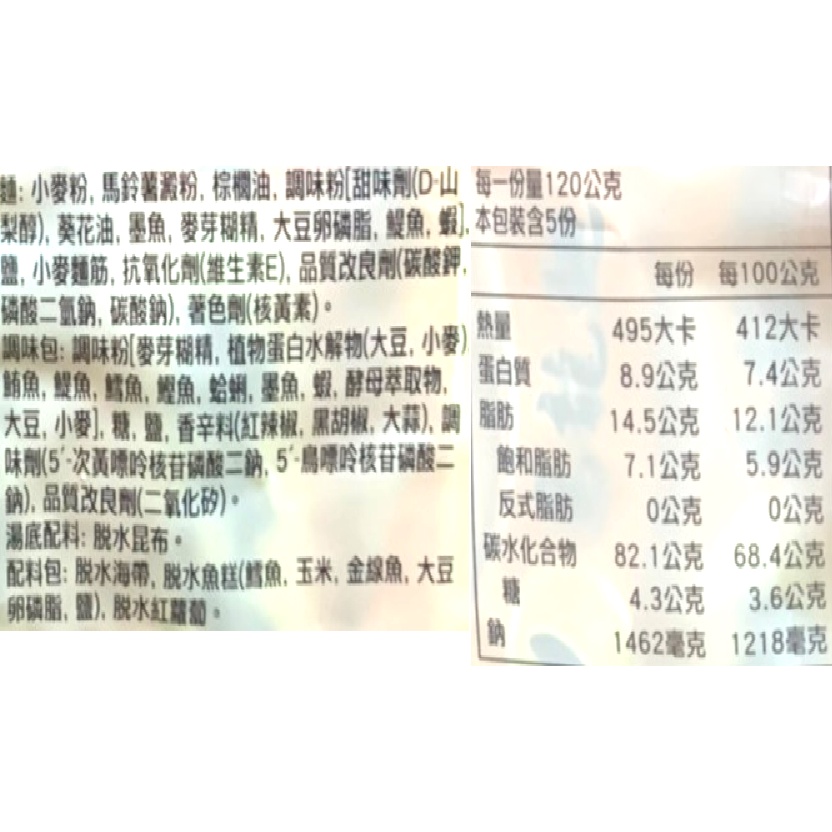 麵: 小麥粉, 馬鈴薯澱粉, 棕櫚油, 調味粉[甜味劑(D-山
梨醇), 葵花油, 墨魚, 麥芽糊精, 大豆卵磷脂, 鯷魚, 蝦],
鹽, 小麥麵筋, 抗氧化劑(維生素E), 品質改良劑(碳酸鉀,
磷酸二氫鈉, 碳酸鈉), 著色劑(核黃素)。
調味包: 調味粉[麥芽糊精, 植物蛋白水解物(大豆, 小麥)
鮪魚, 鯷魚, 鱈魚, 鰹魚, 蛤蜊, 墨魚, 蝦, 酵母萃取物,
大豆, 小麥], 糖, 鹽, 香辛料(紅辣椒, 黑胡椒, 大蒜), 調
味劑(5´-次黃嘌呤核苷磷酸二鈉, 5´-鳥嘌呤核苷磷酸二
鈉), 品質改良劑(二氧化矽)。
湯底配料: 脫水昆布。
配料包: 脫水海帶, 脫水魚糕(鱈魚, 玉米, 金線魚, 大豆
卵磷脂, 鹽), 脫水紅蘿蔔。
每一份量120公克
本包裝含5份
每份 每100公克
熱量 495大卡 412大卡
蛋白質 8.9公克 7.4公克
脂肪 14.5公克 12.1公克
飽和脂肪 7.1公克 5.9公克
反式脂肪 0公克 0公克
碳水化合物 82.1公克 68.4公克
糖 4.3公克 3.6公克
鈉 1462毫克 1218毫克